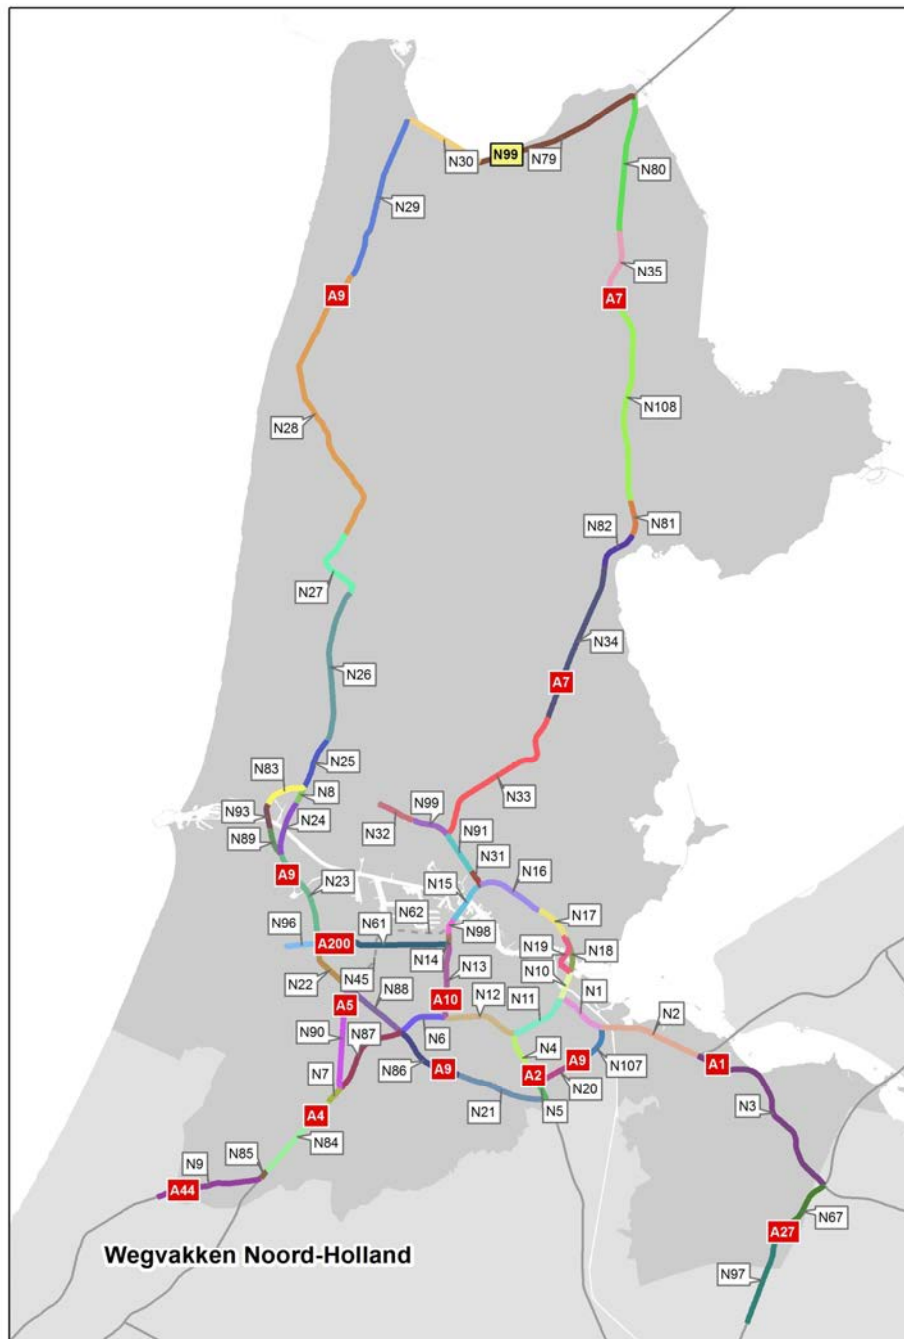 N30
N99
N79
N80
N29
N35
A9
A7
N108
N28
N82
N81
N27
N34
N26
A7
N25
N83
N8
N33
N93
N24
N99
N32
N91
N89
N31
A9
N15
N16
N23
N62
N17
N96
N61
N98
A200
N19
N18
N14
N22
N45
N13
N10
N88
N1
A5
A10
N12
N11
N2
N90
N87
N6
N4
A9
N107
A1
N86
A9
A2
N20
N7
N21
N5
N3
A4
N84
N85
N9
A44
N67
A27
Wegvakken Noord-Holland
N97